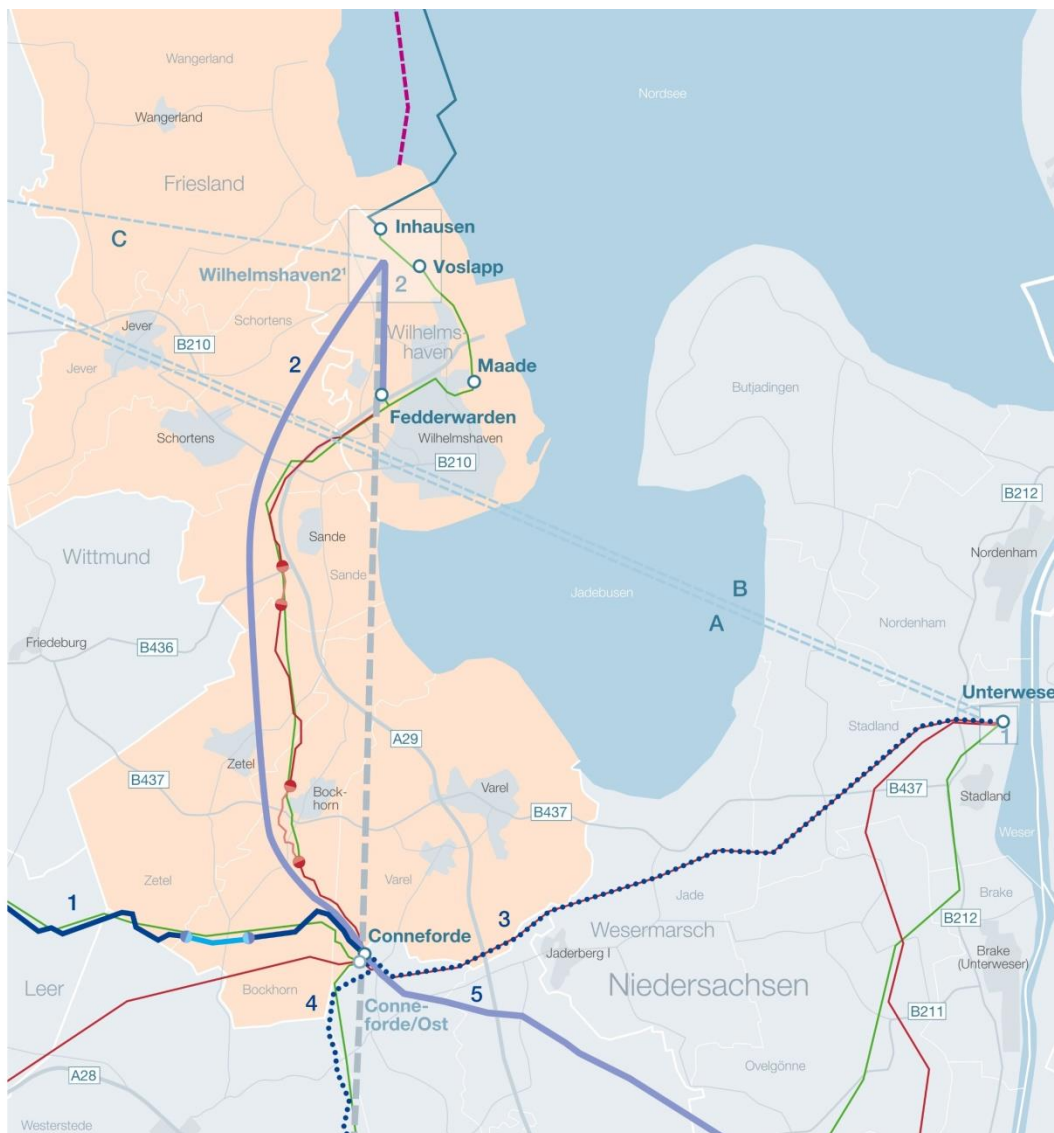 Wangerland
Nordsee
Wangerland
Friesland
Inhausen
C
Voslapp
Wilhelmshaven2¹
2
Jever
Schortens
Wilhelms-
haven
B210
2
Maade
Jever
Butjadingen
Fedderwarden
Schortens
Wilhelmshaven
B210
B212
Sande
Nordenham
Wittmund
Sande
Jadebusen
B
A
Nordenham
Friedeburg
B436
Unterwese
Stadland
1
A29
Zetel
B437
Bock-
horn
Varel
B437
B437
Stadland
Weser
Zetel
Varel
Jade
Brake
1
3
B212
Wesermarsch
Conneforde
Jaderberg I
Brake
(Unterweser)
Leer
Bockhorn
4
5
Niedersachsen
Conne-
forde/Ost
B211
Ovelgönne
A28
Westerstede